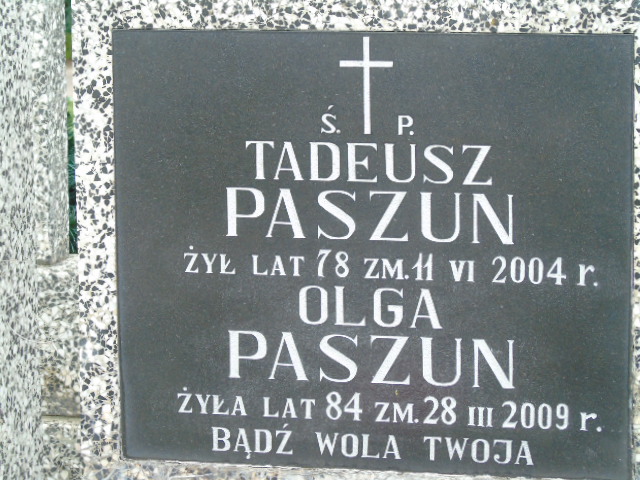 Ś. P.
TADEUSZ
PASZUN
ŻYŁ LAT 78 ZM. 11 VI 2004 r.
OLGA
PASZUN
ŻYŁA LAT 84 ZM. 28 III 2009 r.
BĄDŹ WOLA TWOJA